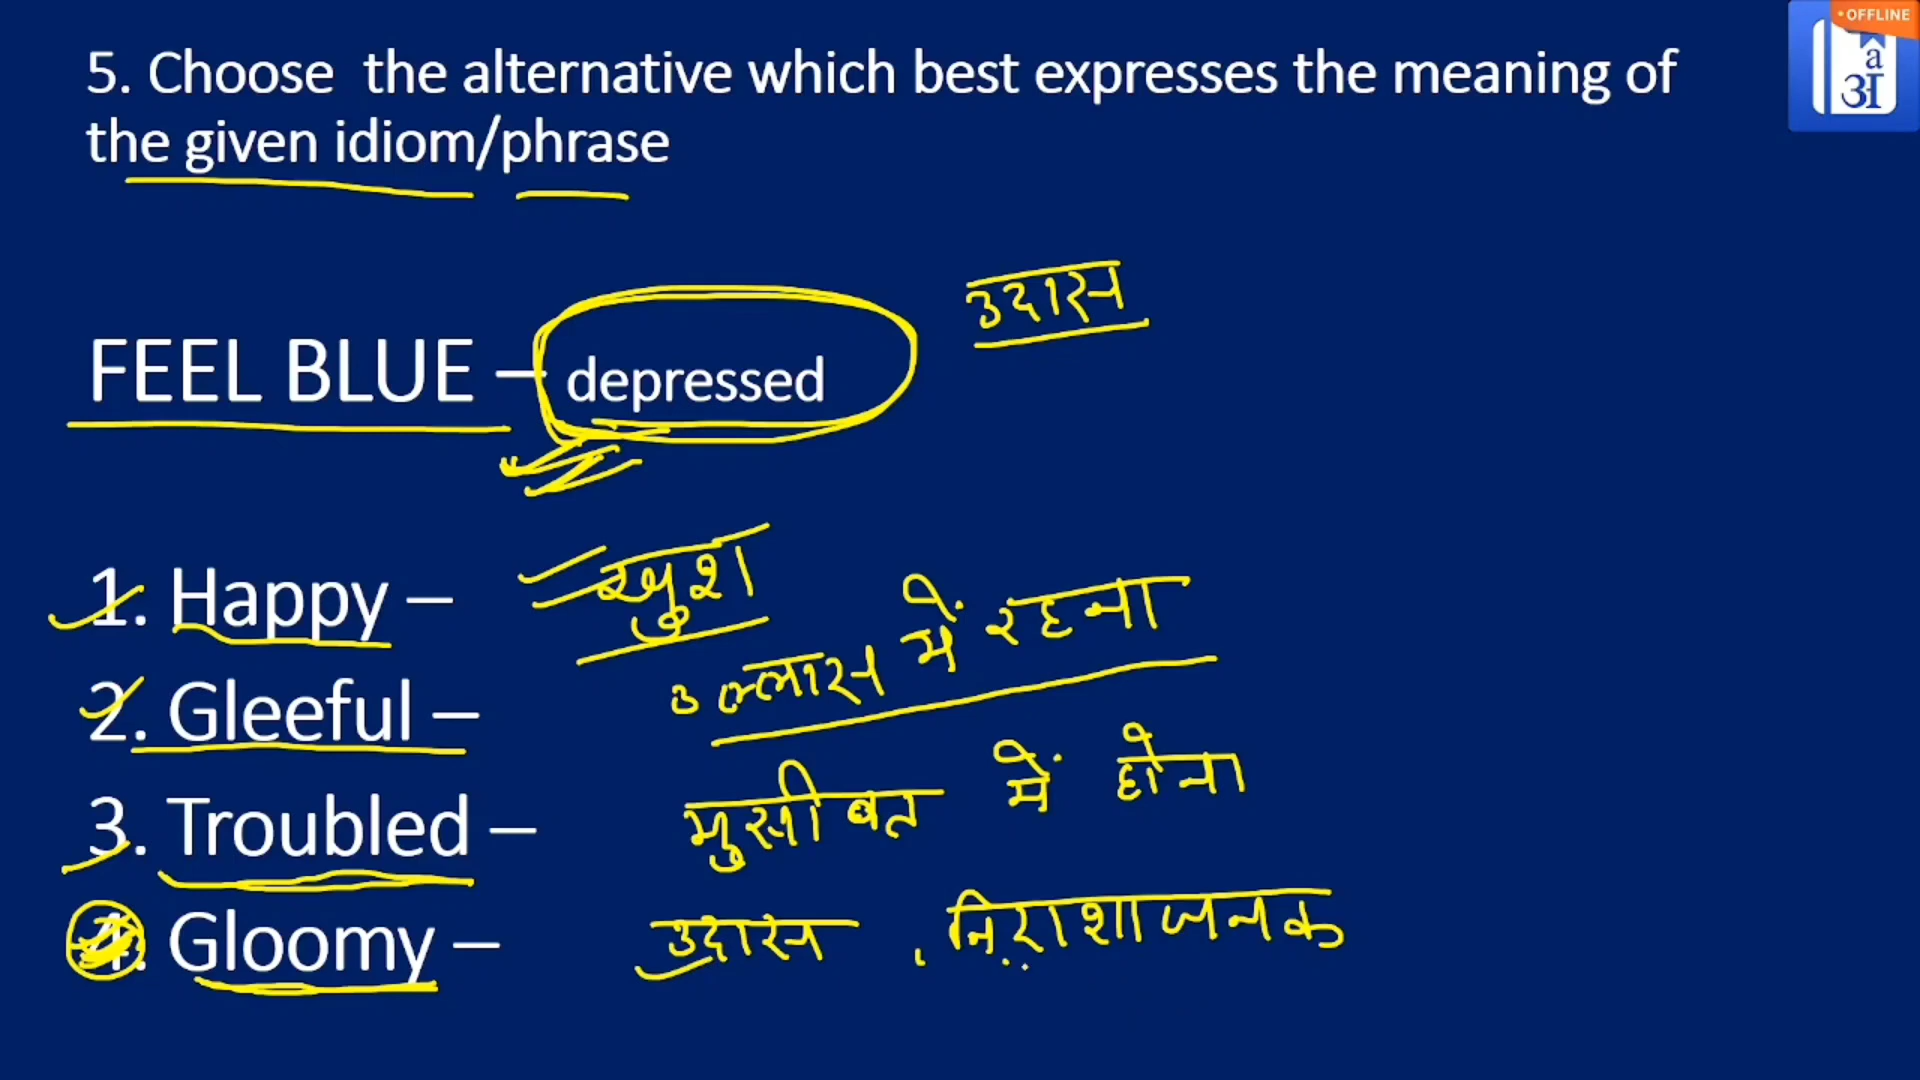 OFFLINE
a
अ
5. Choose the alternative which best expresses the meaning of
the given idiom/phrase
उदास
FEEL BLUE – depressed
1. Happy – खुश
2. Gleeful – उल्लास में रहना
3. Troubled – मुसीबत में होना
4. Gloomy – उदास, निराशाजनक